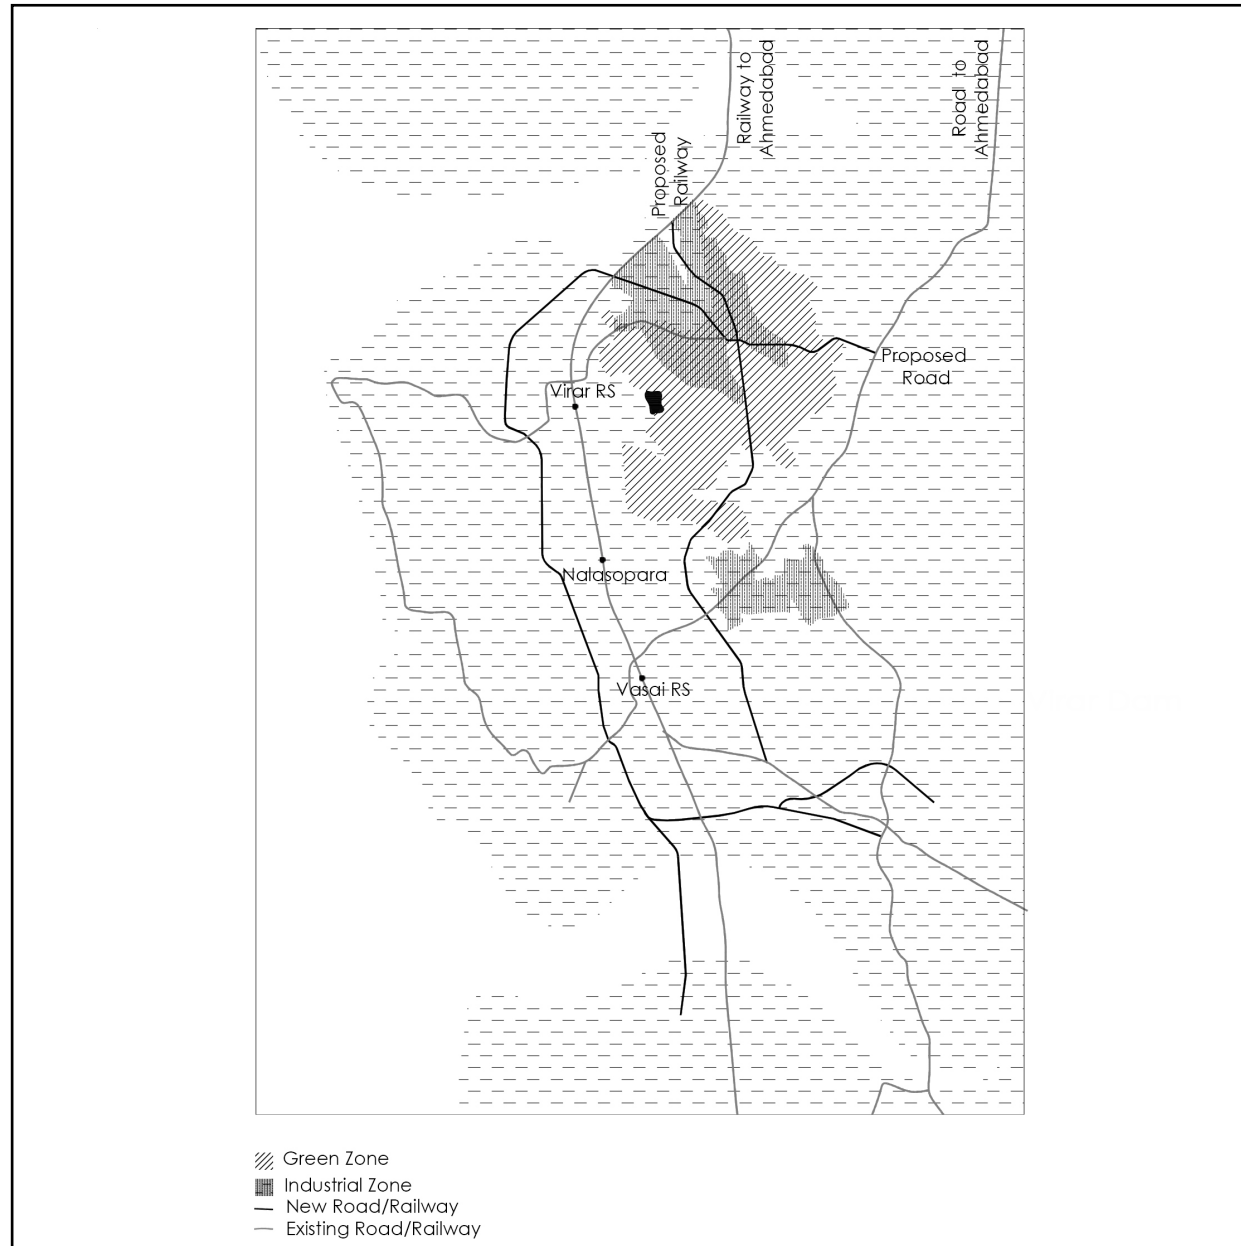 Railway to
Ahmedabad
Road to
Ahmedabad
Proposed
Railway
Proposed
Road
Virar RS
Nalasopara
Vasai RS
Green Zone
Industrial Zone
New Road/Railway
Existing Road/Railway